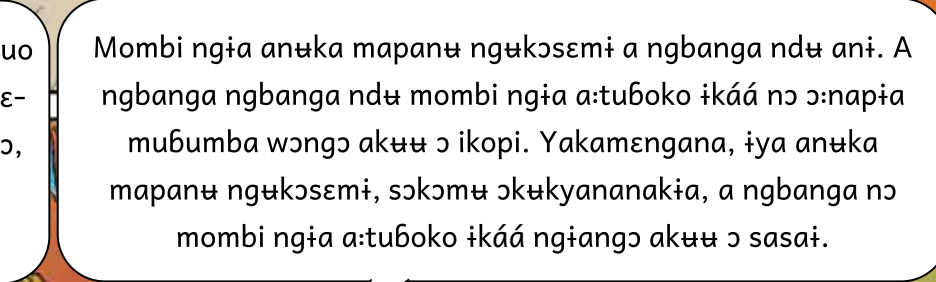 uo
ɛ-
ɔ,
Mombi ngɨa anʉka mapanʉ ngʉkɔsɛmɨ a ngbanga ndʉ anɨ. A
ngbanga ngbanga ndʉ mombi ngɨa a꞉tuɓoko ɨkáá nɔ ɔ꞉napɨa
muɓumba wɔngɔ akʉʉ ɔ ikopi. Yakamɛngana, ɨya anʉka
mapanʉ ngʉkɔsɛmɨ, sɔkɔmʉ ɔkʉkyananakɨa, a ngbanga nɔ
mombi ngɨa a꞉tuɓoko ɨkáá ngɨangɔ akʉʉ ɔ sasaɨ.